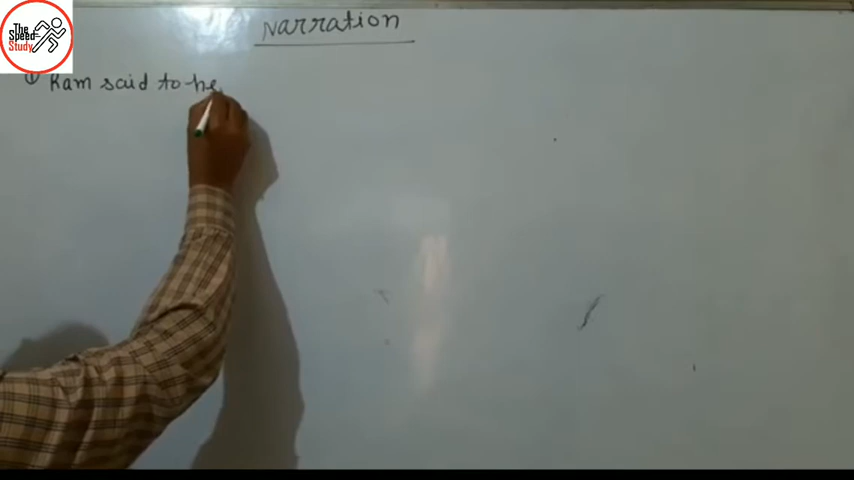 The
Speed
Study
Narration
① Ram said to he